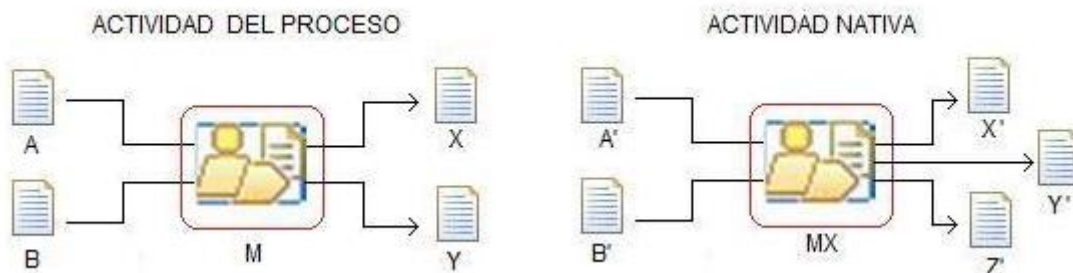 ACTIVIDAD DEL PROCESO
A
B
M
X
Y
ACTIVIDAD NATIVA
A'
B'
MX
X'
Y'
Z'